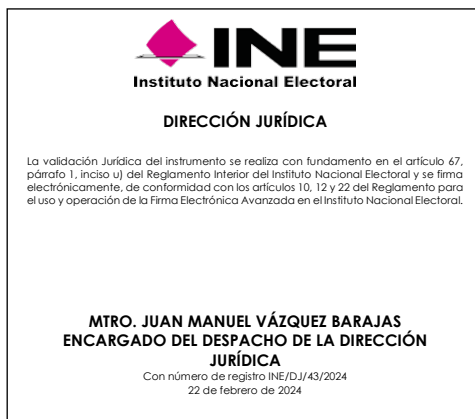 INE
Instituto Nacional Electoral
DIRECCIÓN JURÍDICA
La validación Jurídica del instrumento se realiza con fundamento en el artículo 67,
párrafo 1, inciso u) del Reglamento Interior del Instituto Nacional Electoral y se firma
electrónicamente, de conformidad con los artículos 10, 12 y 22 del Reglamento para
el uso y operación de la Firma Electrónica Avanzada en el Instituto Nacional Electoral.
MTRO. JUAN MANUEL VÁZQUEZ BARAJAS
ENCARGADO DEL DESPACHO DE LA DIRECCIÓN
JURÍDICA
Con número de registro INE/DJ/43/2024
22 de febrero de 2024